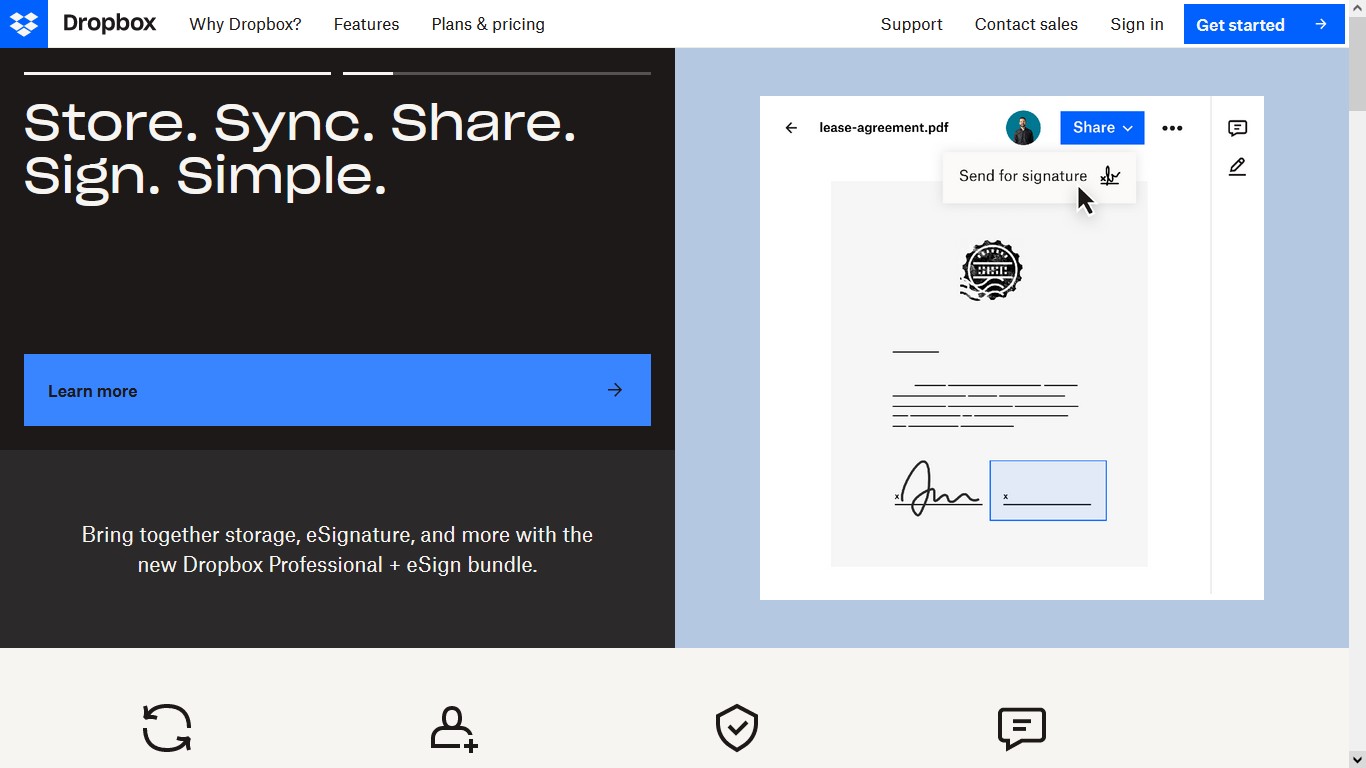 Dropbox
Why Dropbox?
Features
Plans & pricing
Support
Contact sales
Sign in
Get started
Store. Sync. Share.
Sign. Simple.
Learn more
Bring together storage, eSignature, and more with the
new Dropbox Professional + eSign bundle.
lease-agreement.pdf
Share
Send for signature
x
x